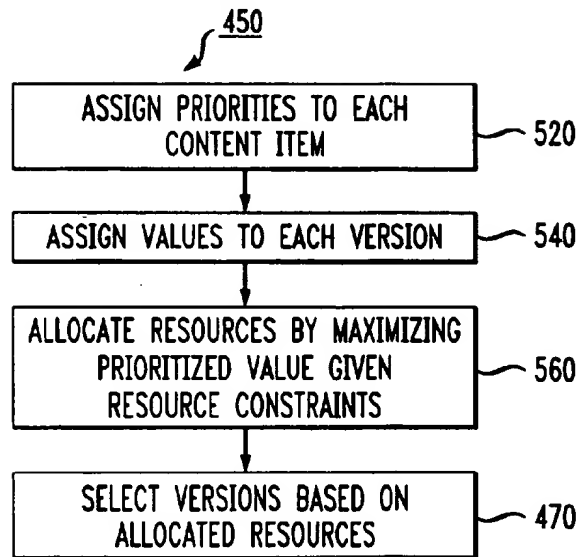 450
ASSIGN PRIORITIES TO EACH
CONTENT ITEM
520
ASSIGN VALUES TO EACH VERSION
540
ALLOCATE RESOURCES BY MAXIMIZING
PRIORITIZED VALUE GIVEN
RESOURCE CONSTRAINTS
560
SELECT VERSIONS BASED ON
ALLOCATED RESOURCES
470